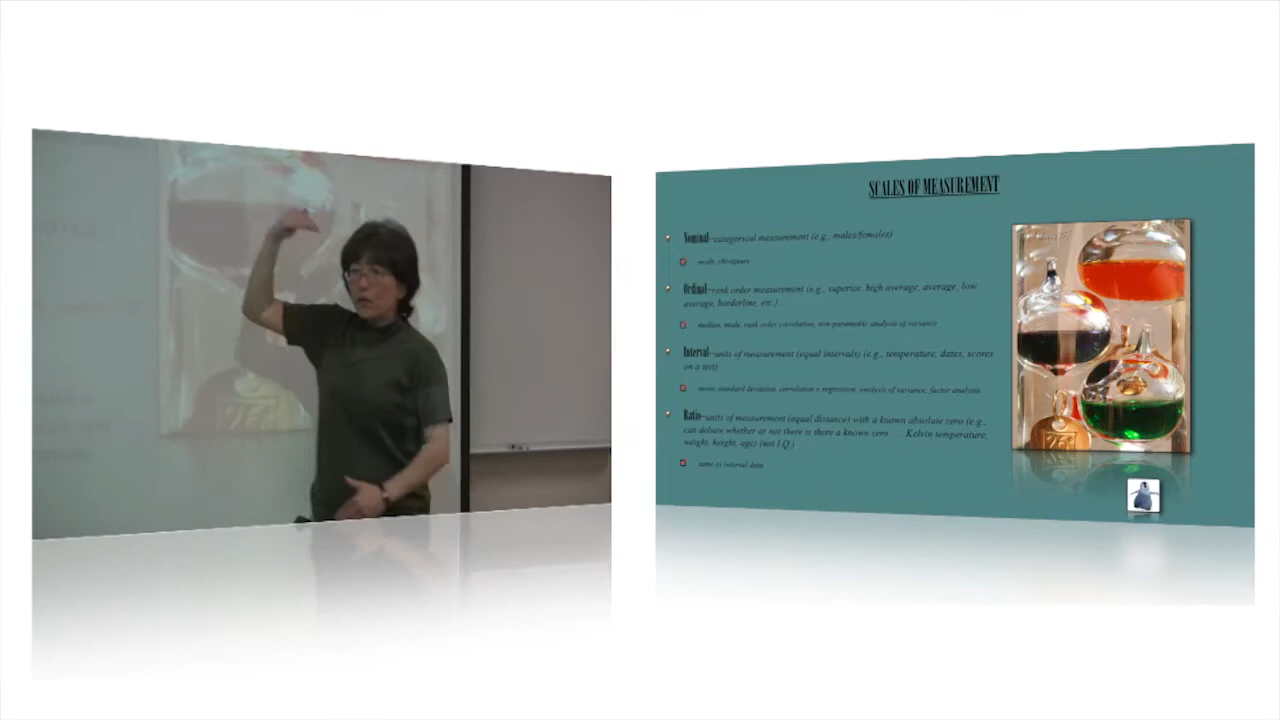 SCALES OF MEASUREMENT
Nominal–categorical measurement (e.g., males/females)
mode, chi-square
Ordinal–rank order measurement (e.g., superior, high average, average, low
average, borderline, etc.)
median, mode, rank order correlation, non-parametric analysis of variance
Interval–units of measurement (equal intervals) (e.g., temperature, dates, scores
on a test)
mean, standard deviation, correlation + regression, analysis of variance, factor analysis
Ratio–units of measurement (equal distance) with a known absolute zero (e.g.,
can debate whether or not there is there a known zero Kelvin temperature,
weight, height, age) (not I.Q.)
same as interval data